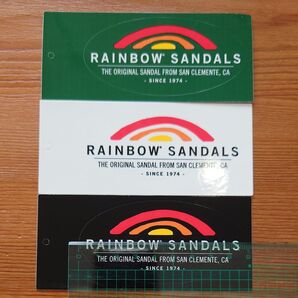 RAINBOW® SANDALS
THE ORIGINAL SANDAL FROM SAN CLEMENTE, CA
- SINCE 1974 -
RAINBOW® SANDALS
THE ORIGINAL SANDAL FROM SAN CLEMENTE, CA
- SINCE 1974 -
RAINBOW® SANDALS
THE ORIGINAL SANDAL FROM SAN CLEMENTE, CA
- SINCE 1974 -